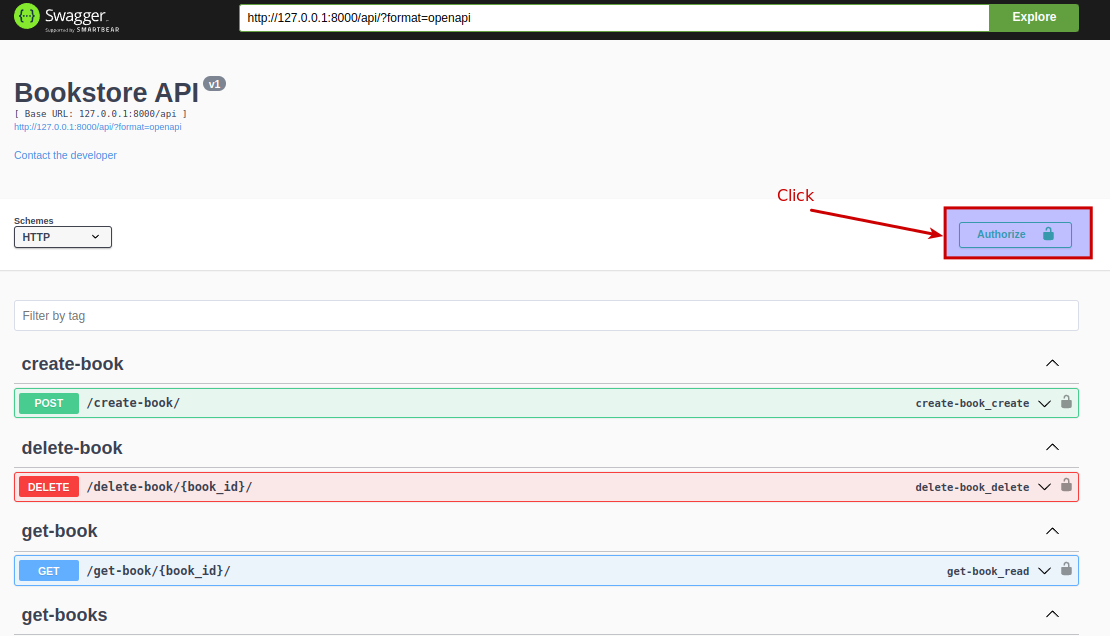 Swagger
Supported by SMARTBEAR
http://127.0.0.1:8000/api/?format=openapi
Explore
Bookstore API v1
[ Base URL: 127.0.0.1:8000/api ]
http://127.0.0.1:8000/api/?format=openapi
Contact the developer
Click
Schemes
HTTP
Authorize
Filter by tag
create-book
POST /create-book/ create-book_create
delete-book
DELETE /delete-book/{book_id}/ delete-book_delete
get-book
GET /get-book/{book_id}/ get-book_read
get-books